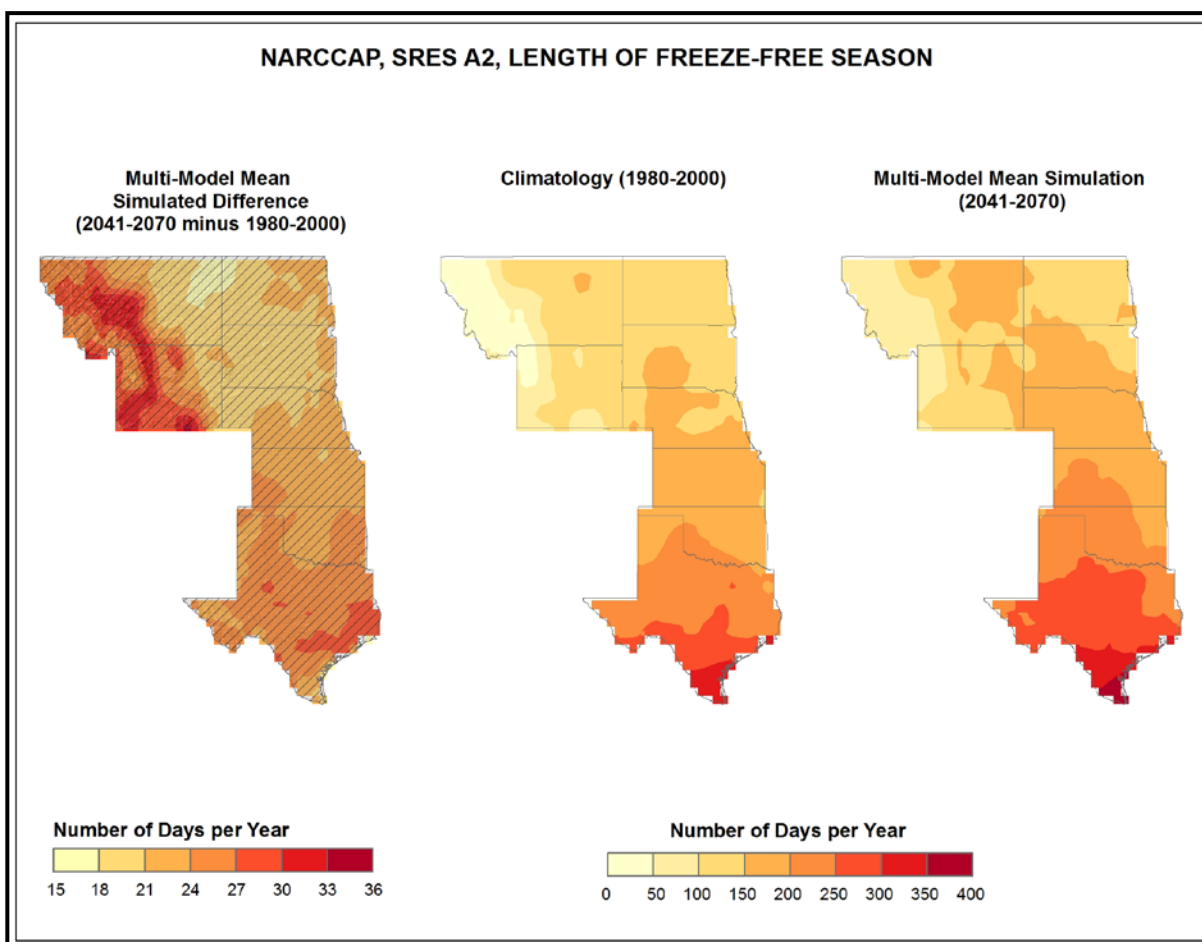 NARCCAP, SRES A2, LENGTH OF FREEZE-FREE SEASON
Multi-Model Mean
Simulated Difference
(2041-2070 minus 1980-2000)
Climatology (1980-2000)
Multi-Model Mean Simulation
(2041-2070)
Number of Days per Year
15 18 21 24 27 30 33 36
Number of Days per Year
0 50 100 150 200 250 300 350 400